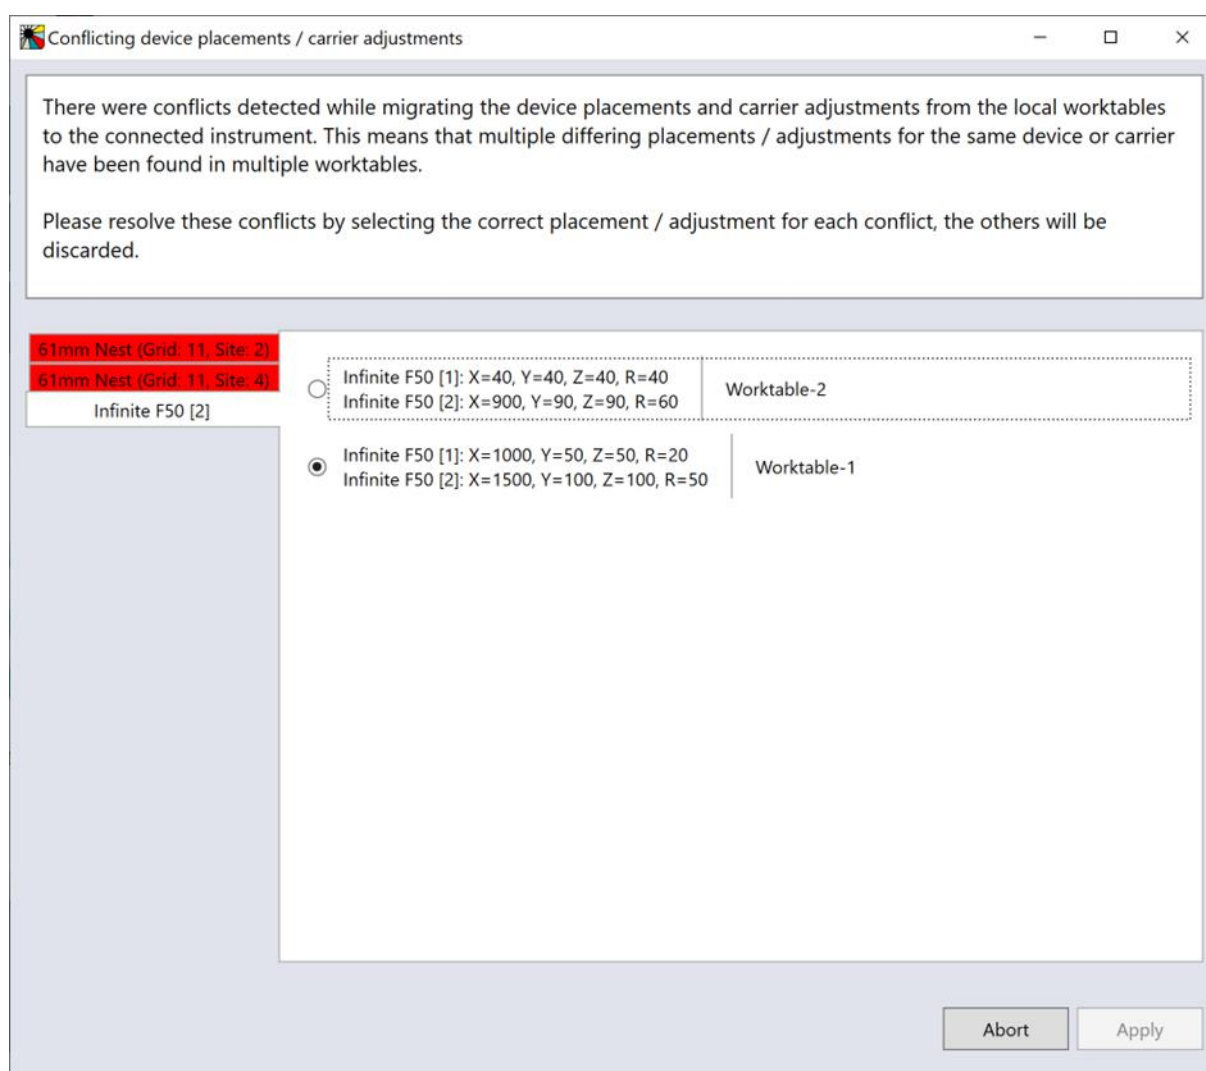 Conflicting device placements / carrier adjustments
There were conflicts detected while migrating the device placements and carrier adjustments from the local worktables
to the connected instrument. This means that multiple differing placements / adjustments for the same device or carrier
have been found in multiple worktables.
Please resolve these conflicts by selecting the correct placement / adjustment for each conflict, the others will be
discarded.
61mm Nest (Grid: 11, Site: 2)
61mm Nest (Grid: 11, Site: 4)
Infinite F50 [2]
Infinite F50 [1]: X=40, Y=40, Z=40, R=40
Infinite F50 [2]: X=900, Y=90, Z=90, R=60
Worktable-2
Infinite F50 [1]: X=1000, Y=50, Z=50, R=20
Infinite F50 [2]: X=1500, Y=100, Z=100, R=50
Worktable-1
Abort
Apply